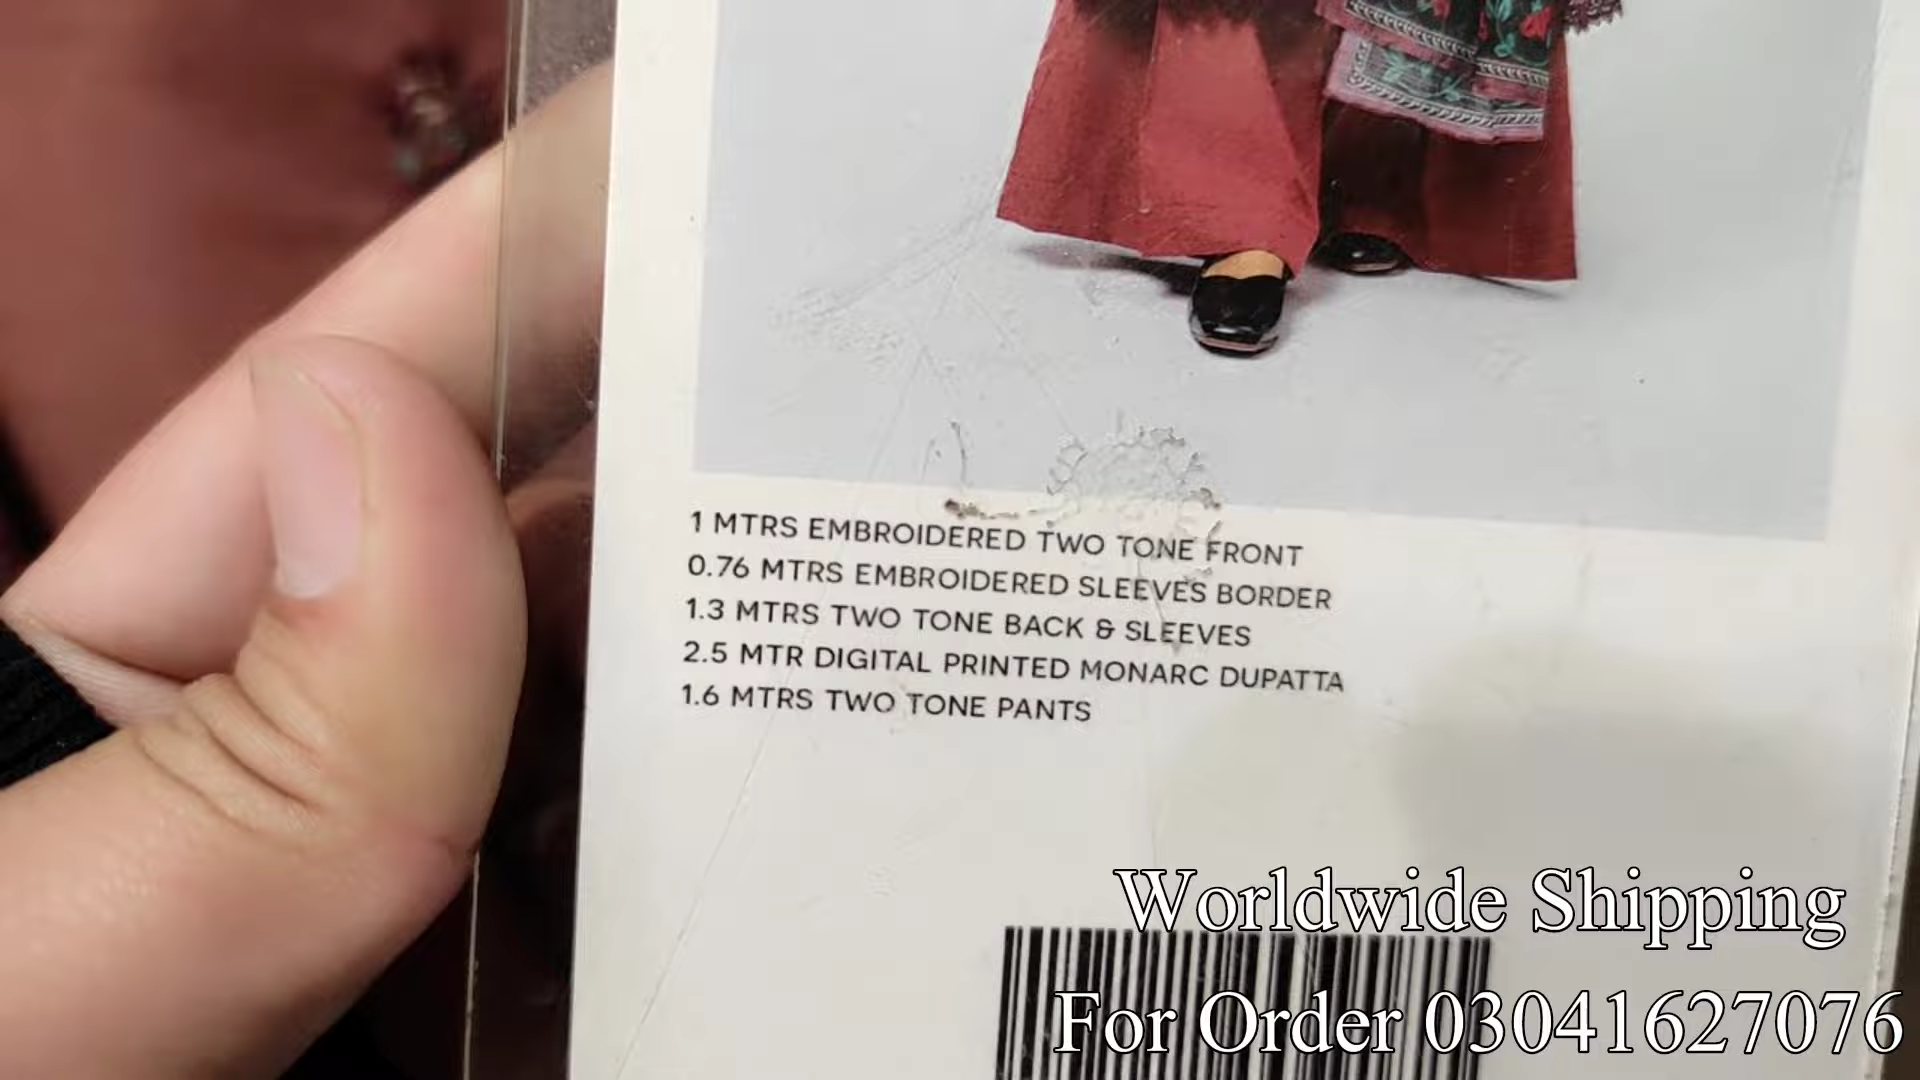 1 MTRS EMBROIDERED TWO TONE FRONT
0.76 MTRS EMBROIDERED SLEEVES BORDER
1.3 MTRS TWO TONE BACK & SLEEVES
2.5 MTR DIGITAL PRINTED MONARC DUPATTA
1.6 MTRS TWO TONE PANTS
Worldwide Shipping
For Order 03041627076